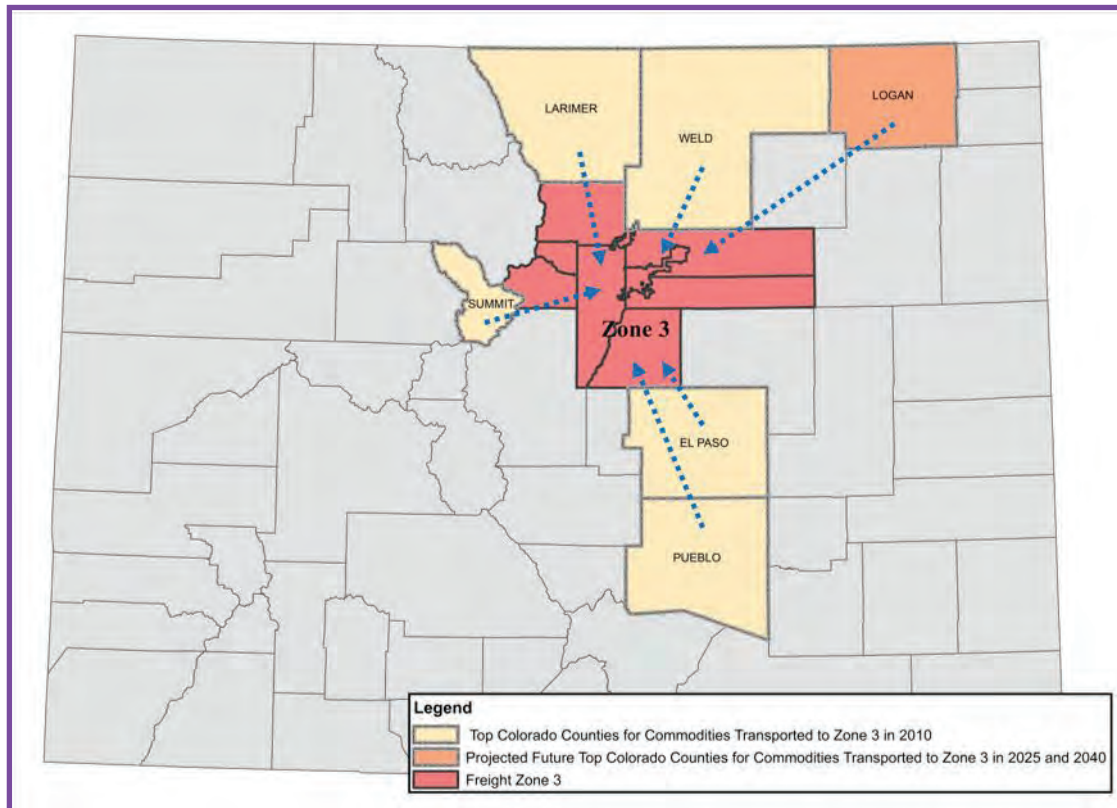 LARIMER
WELD
LOGAN
SUMMIT
Zone 3
EL PASO
PUEBLO
Legend
Top Colorado Counties for Commodities Transported to Zone 3 in 2010
Projected Future Top Colorado Counties for Commodities Transported to Zone 3 in 2025 and 2040
Freight Zone 3